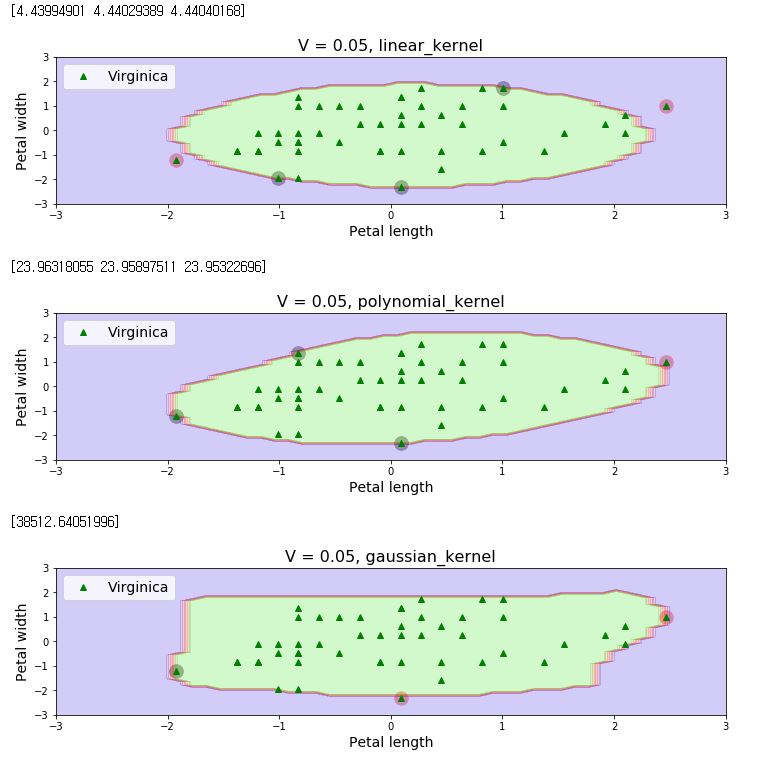 [4.43994901 4.44029389 4.44040168]
V = 0.05, linear_kernel
3
2
1
0
−1
−2
−3
Petal width
Virginica
−3 −2 −1 0 1 2 3
Petal length
[23.96318055 23.95897511 23.95322696]
V = 0.05, polynomial_kernel
3
2
1
0
−1
−2
−3
Petal width
Virginica
−3 −2 −1 0 1 2 3
Petal length
[38512.64051996]
V = 0.05, gaussian_kernel
3
2
1
0
−1
−2
−3
Petal width
Virginica
−3 −2 −1 0 1 2 3
Petal length